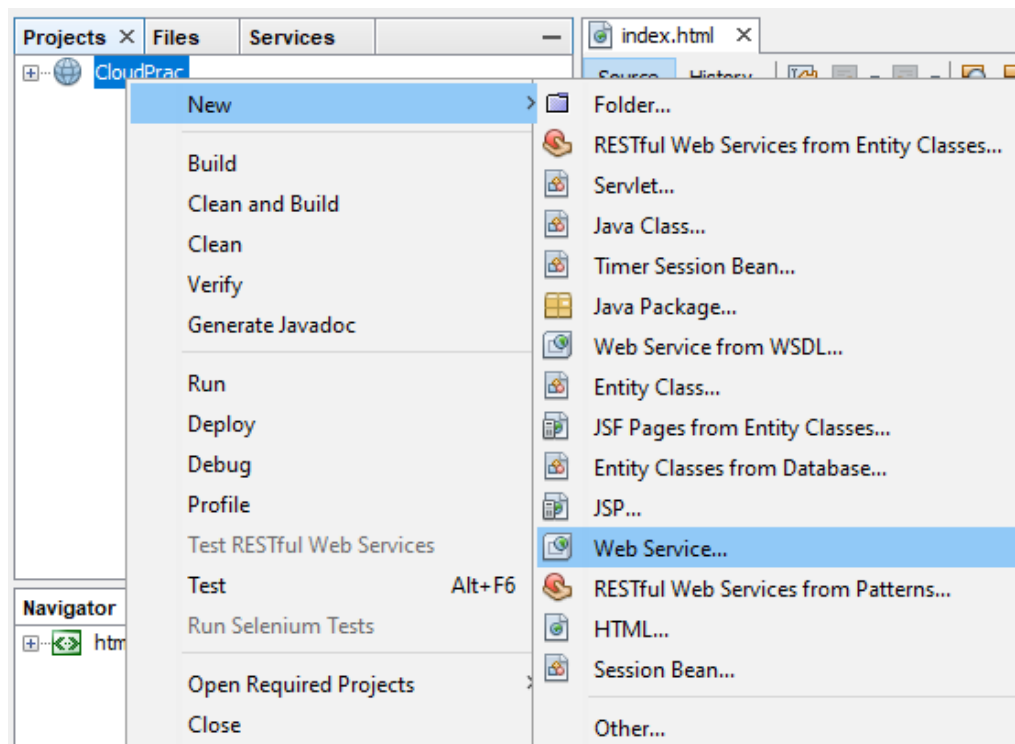 Projects Files Services
index.html
CloudPrac
Source History
New
Build
Clean and Build
Clean
Verify
Generate Javadoc
Run
Deploy
Debug
Profile
Test RESTful Web Services
Test Alt+F6
Run Selenium Tests
Open Required Projects
Close
Folder...
RESTful Web Services from Entity Classes...
Servlet...
Java Class...
Timer Session Bean...
Java Package...
Web Service from WSDL...
Entity Class...
JSF Pages from Entity Classes...
Entity Classes from Database...
JSP...
Web Service...
RESTful Web Services from Patterns...
HTML...
Session Bean...
Other...
Navigator
htm